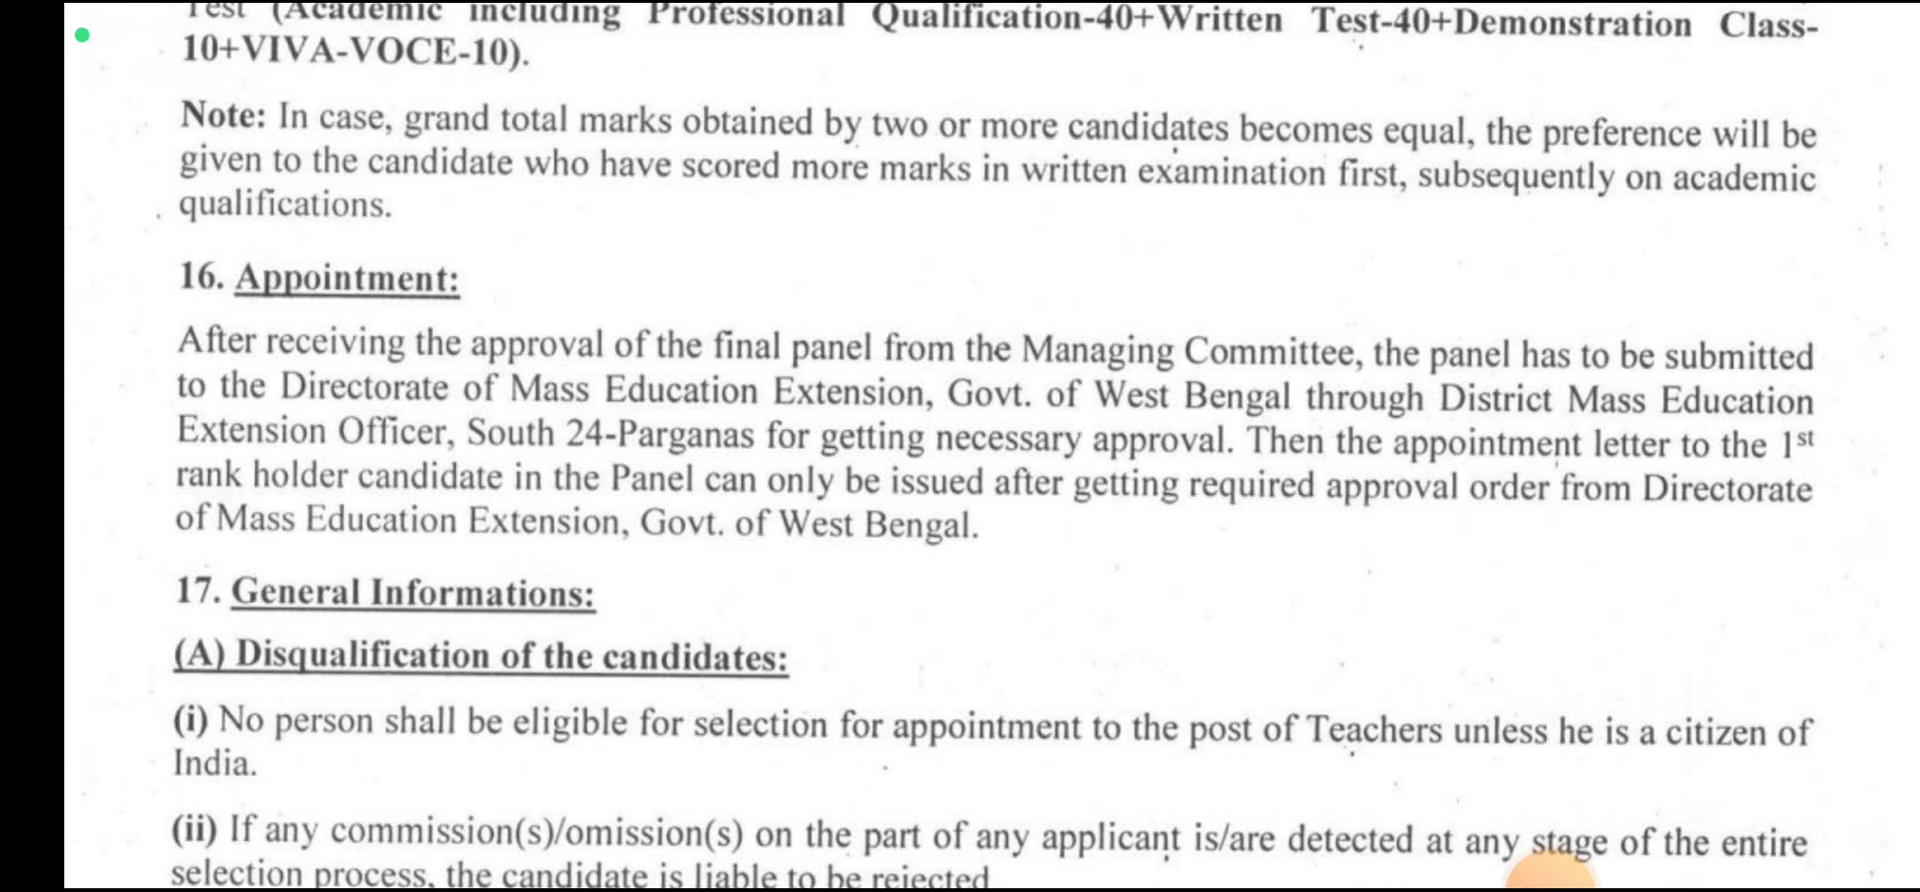 Test (Academic including Professional Qualification-40+Written Test-40+Demonstration Class-
10+VIVA-VOCE-10).
Note: In case, grand total marks obtained by two or more candidates becomes equal, the preference will be
given to the candidate who have scored more marks in written examination first, subsequently on academic
qualifications.
16. Appointment:
After receiving the approval of the final panel from the Managing Committee, the panel has to be submitted
to the Directorate of Mass Education Extension, Govt. of West Bengal through District Mass Education
Extension Officer, South 24-Parganas for getting necessary approval. Then the appointment letter to the 1st
rank holder candidate in the Panel can only be issued after getting required approval order from Directorate
of Mass Education Extension, Govt. of West Bengal.
17. General Informations:
(A) Disqualification of the candidates:
(i) No person shall be eligible for selection for appointment to the post of Teachers unless he is a citizen of
India.
(ii) If any commission(s)/omission(s) on the part of any applicant is/are detected at any stage of the entire
selection process, the candidate is liable to be rejected